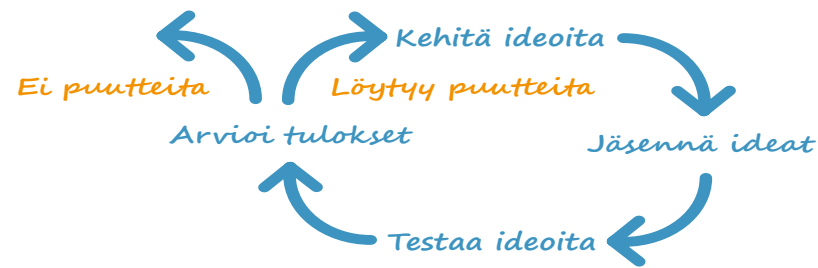 Kehitä ideoita
Ei puutteita
Löytyy puutteita
Arvioi tulokset
Jäsennä ideat
Testaa ideoita